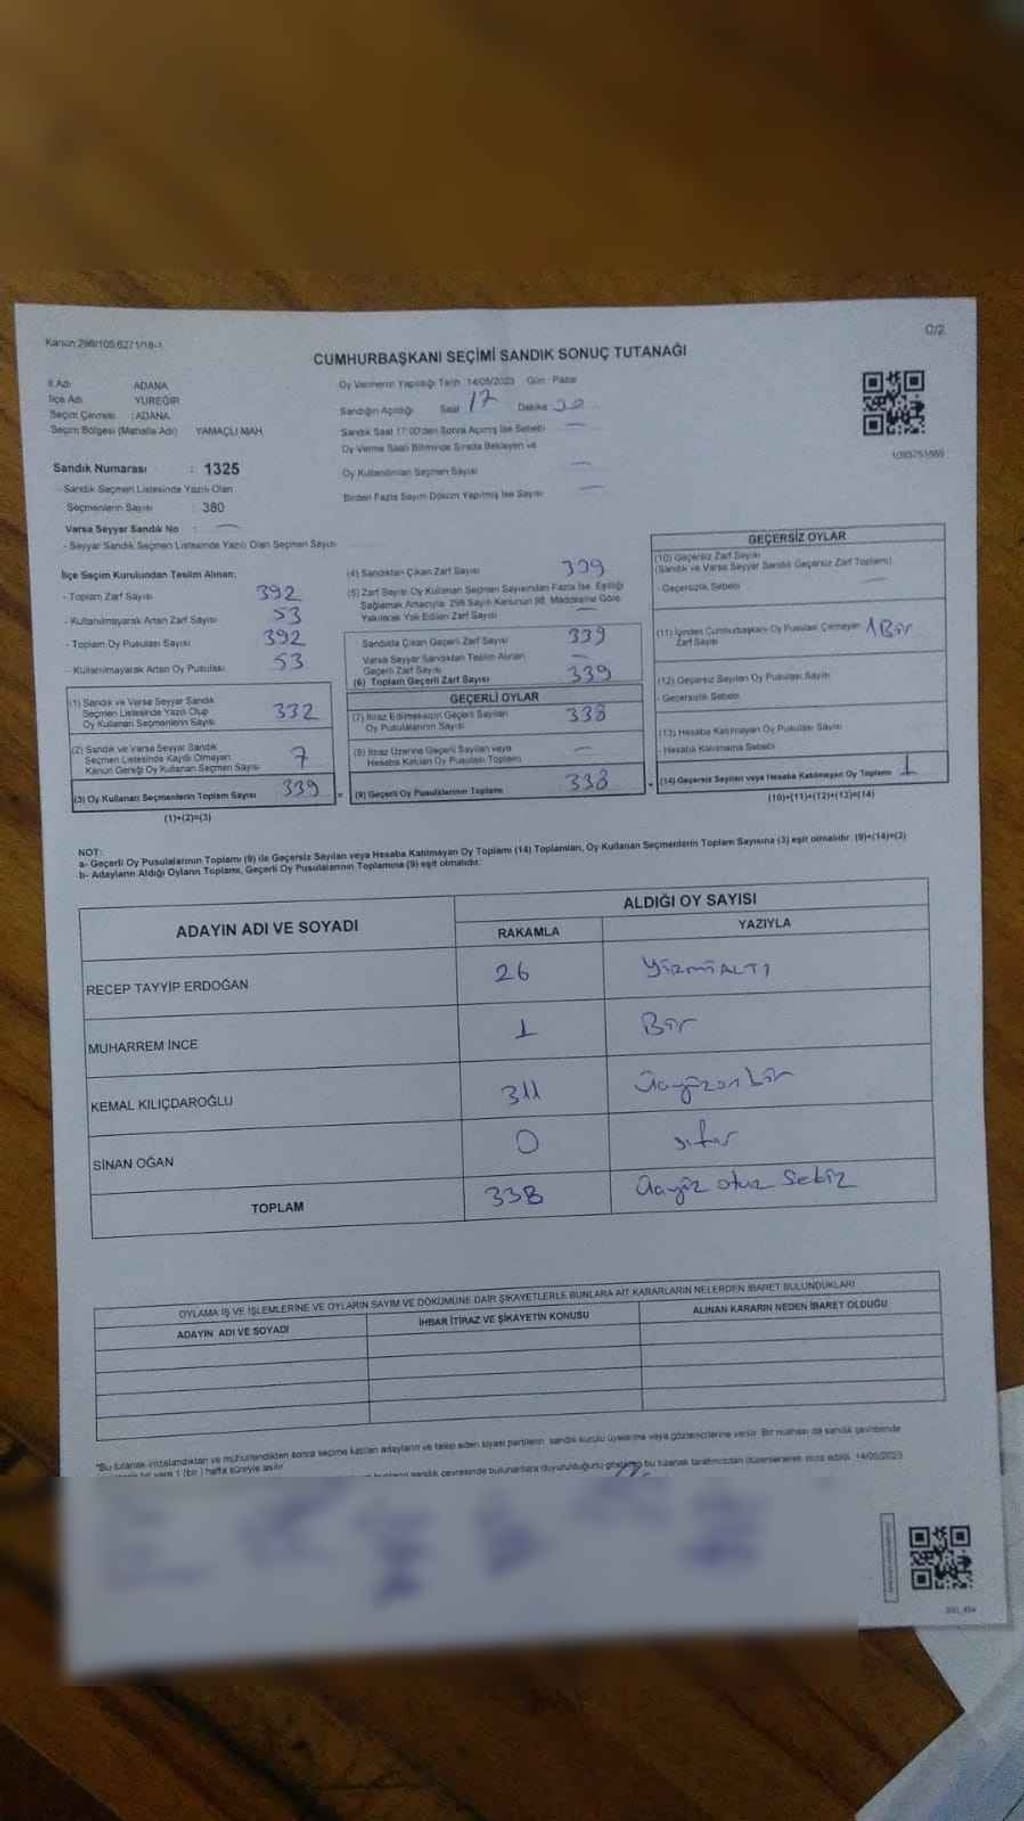 Kanun:298/105;6271/18-1
C/2
CUMHURBAŞKANI SEÇİMİ SANDIK SONUÇ TUTANAĞI
İl Adı ADANA
İlçe Adı YÜREĞİR
Seçim Çevresi : ADANA
Seçim Bölgesi (Mahalle Adı) YAMAÇLI MAH.
Sandık Numarası : 1325
- Sandık Seçmen Listesinde Yazılı Olan
Seçmenlerin Sayısı 380
Varsa Seyyar Sandık No : —
- Seyyar Sandık Seçmen Listesinde Yazılı Olan Seçmen Sayısı
Oy Vermenin Yapıldığı Tarih :14/05/2023 Gün : Pazar
Sandığın Açıldığı Saat 17 Dakika
Sandık Saat 17:00'den Sonra Açılmış İse Sebebi —
Oy Verme Saati Bitiminde Sırada Bekleyen ve
Oy Kullandırılan Seçmen Sayısı —
Birden Fazla Sayım Döküm Yapılmış İse Sayısı —
İlçe Seçim Kurulundan Teslim Alınan;
- Toplam Zarf Sayısı 392
- Kullanılmayarak Artan Zarf Sayısı 53
- Toplam Oy Pusulası Sayısı 392
- Kullanılmayarak Artan Oy Pusulası 53
(1) Sandık ve Varsa Seyyar Sandık
Seçmen Listesinde Yazılı Olup
Oy Kullanan Seçmenlerin Sayısı 332
(2) Sandık ve Varsa Seyyar Sandık
Seçmen Listesinde Kayıtlı Olmayan
Kanun Gereği Oy Kullanan Seçmen Sayısı 7
(3) Oy Kullanan Seçmenlerin Toplam Sayısı 339
(1)+(2)=(3)
=
(4) Sandıktan Çıkan Zarf Sayısı 339
(5) Zarf Sayısı Oy Kullanan Seçmen Sayısından Fazla İse, Eşitliği
Sağlamak Amacıyla, 298 Sayılı Kanunun 98. Maddesine Göre
Yakılarak Yok Edilen Zarf Sayısı —
Sandıkta Çıkan Geçerli Zarf Sayısı 339
Varsa Seyyar Sandıktan Teslim Alınan
Geçerli Zarf Sayısı —
(6) Toplam Geçerli Zarf Sayısı 339
GEÇERLİ OYLAR
(7) İtiraz Edilmeksizin Geçerli Sayılan
Oy Pusulalarının Sayısı 338
(8) İtiraz Üzerine Geçerli Sayılan veya
Hesaba Katılan Oy Pusulası Toplamı —
(9) Geçerli Oy Pusulalarının Toplamı 338
GEÇERSİZ OYLAR
(10) Geçersiz Zarf Sayısı
(Sandık ve Varsa Seyyar Sandık Geçersiz Zarf Toplamı)
- Geçersizlik Sebebi —
(11) İçinden Cumhurbaşkanı Oy Pusulası Çıkmayan 1 Bir
Zarf Sayısı
(12) Geçersiz Sayılan Oy Pusulası Sayısı
- Geçersizlik Sebebi
(13) Hesaba Katılmayan Oy Pusulası Sayısı
- Hesaba Katılmama Sebebi
(14) Geçersiz Sayılan veya Hesaba Katılmayan Oy Toplamı 1
(10)+(11)+(12)+(13)=(14)
NOT:
a- Geçerli Oy Pusulalarının Toplamı (9) ile Geçersiz Sayılan veya Hesaba Katılmayan Oy Toplamı (14) Toplamları, Oy Kullanan Seçmenlerin Toplam Sayısına (3) eşit olmalıdır. (9)+(14)=(3)
b- Adayların Aldığı Oyların Toplamı, Geçerli Oy Pusulalarının Toplamına (9) eşit olmalıdır.
ADAYIN ADI VE SOYADI ALDIĞI OY SAYISI
RAKAMLA YAZIYLA
RECEP TAYYİP ERDOĞAN 26 YirmiALTI
MUHARREM İNCE 1 Bir
KEMAL KILIÇDAROĞLU 311 Üçyüzonbir
SİNAN OĞAN 0 sıfır
TOPLAM 338 Üçyüz otuz Sekiz
OYLAMA İŞ VE İŞLEMLERİNE VE OYLARIN SAYIM VE DÖKÜMÜNE DAİR ŞİKAYETLERLE BUNLARA AİT KARARLARIN NELERDEN İBARET BULUNDUKLARI
ADAYIN ADI VE SOYADI İHBAR İTİRAZ VE ŞİKAYETİN KONUSU ALINAN KARARIN NEDEN İBARET OLDUĞU
"Bu tutanak imzalandıktan ve mühürlendikten sonra seçime katılan adayların ve talep eden siyasi partilerin sandık kurulu üyelerine veya gözlemcilerine verilir. Bir nüshası da sandık çevresinde
1 (bir) hafta süreyle asılır.
sandık çevresinde bulunanlara duyurulduğunu gösteren bu tutanak tarafımızdan düzenlenerek imza edildi. 14/05/2023